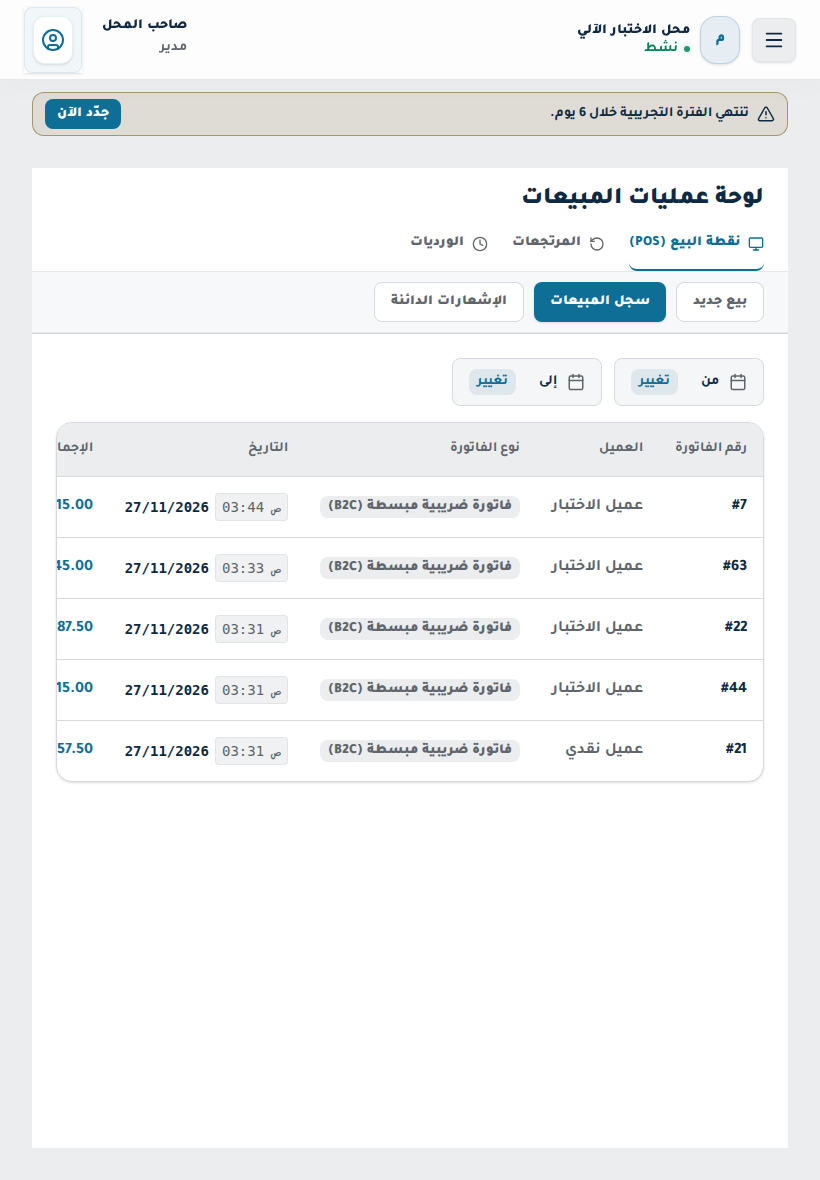 محل الاختبار الآلي
نشط
م
صاحب المحل
مدير
تنتهي الفترة التجريبية خلال 6 يوم.
جدّد الآن
لوحة عمليات المبيعات
نقطة البيع (POS)
المرتجعات
الورديات
بيع جديد
سجل المبيعات
الإشعارات الدائنة
من تغيير
إلى تغيير
رقم الفاتورة العميل نوع الفاتورة التاريخ الإجما
#7 عميل الاختبار فاتورة ضريبية مبسطة (B2C) 03:44 ص 27/11/2026 15.00
#63 عميل الاختبار فاتورة ضريبية مبسطة (B2C) 03:33 ص 27/11/2026 45.00
#22 عميل الاختبار فاتورة ضريبية مبسطة (B2C) 03:31 ص 27/11/2026 87.50
#44 عميل الاختبار فاتورة ضريبية مبسطة (B2C) 03:31 ص 27/11/2026 15.00
#21 عميل نقدي فاتورة ضريبية مبسطة (B2C) 03:31 ص 27/11/2026 57.50